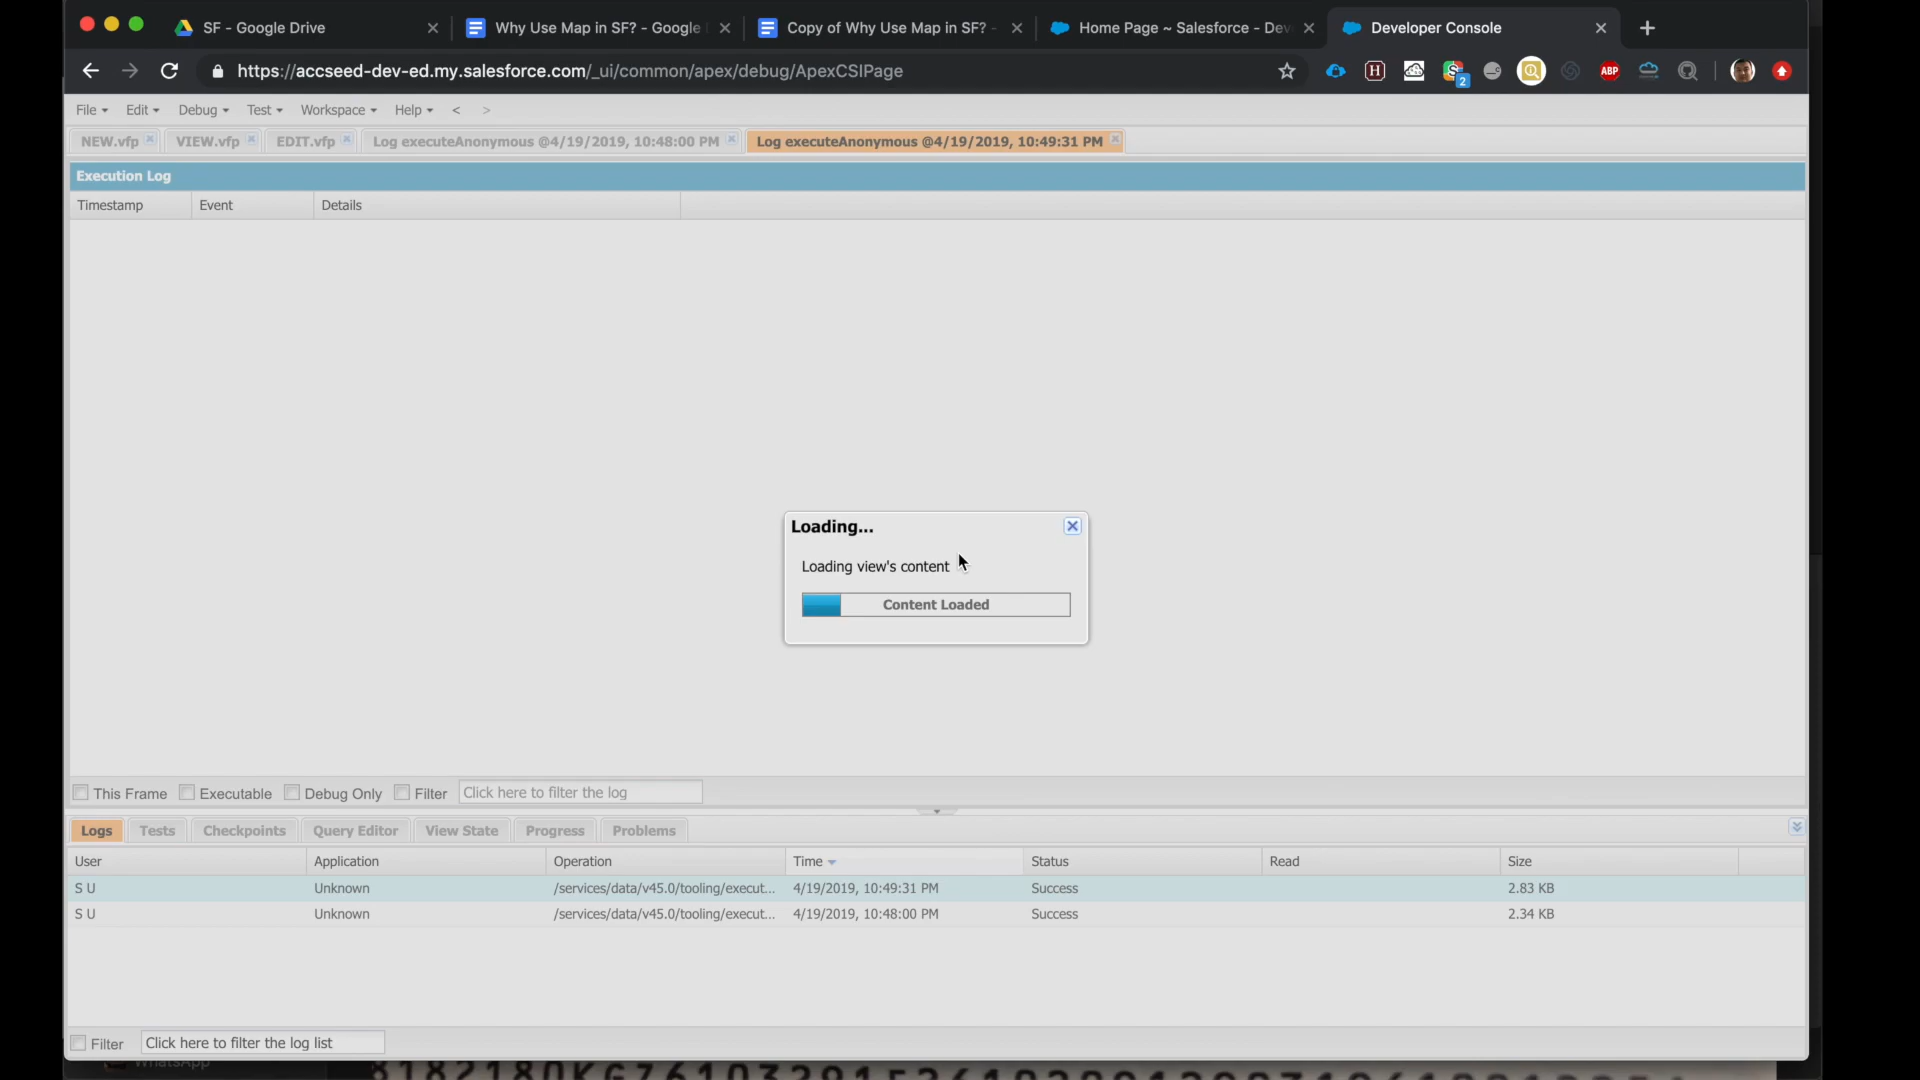 SF - Google Drive
Why Use Map in SF? - Google
Copy of Why Use Map in SF? -
Home Page ~ Salesforce - Dev
Developer Console
https://accseed-dev-ed.my.salesforce.com/_ui/common/apex/debug/ApexCSIPage
H
2
ABP
File Edit Debug Test Workspace Help < >
NEW.vfp VIEW.vfp EDIT.vfp Log executeAnonymous @4/19/2019, 10:48:00 PM Log executeAnonymous @4/19/2019, 10:49:31 PM
Execution Log
Timestamp Event Details
Loading...
Loading view's content
Content Loaded
This Frame Executable Debug Only Filter Click here to filter the log
Logs Tests Checkpoints Query Editor View State Progress Problems
User Application Operation Time Status Read Size
S U Unknown /services/data/v45.0/tooling/execut... 4/19/2019, 10:49:31 PM Success 2.83 KB
S U Unknown /services/data/v45.0/tooling/execut... 4/19/2019, 10:48:00 PM Success 2.34 KB
Filter Click here to filter the log list
WhatsApp